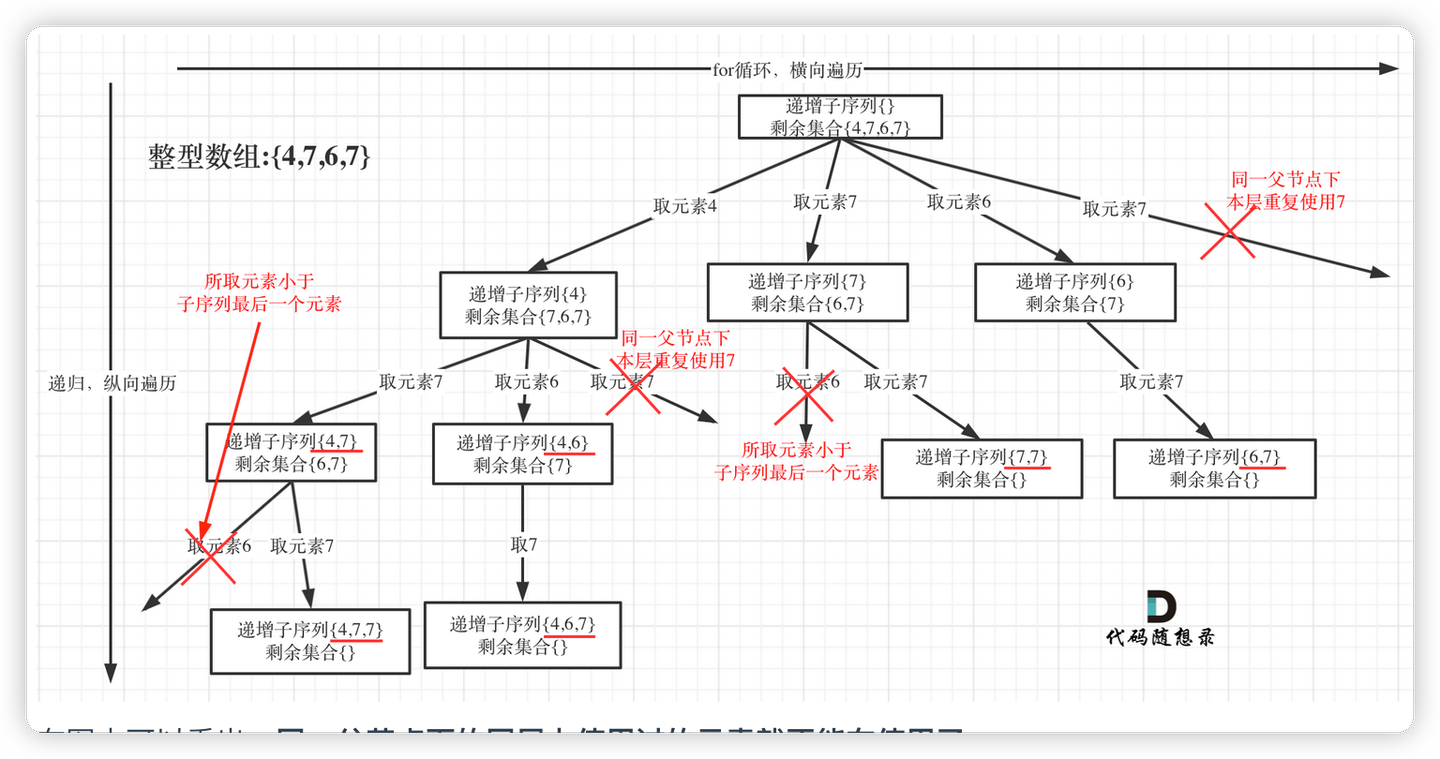 for循环，横向遍历
递增子序列{}
剩余集合{4,7,6,7}
整型数组:{4,7,6,7}
同一父节点下
本层重复使用7
取元素4
取元素7
取元素6
取元素7
所取元素小于
子序列最后一个元素
递增子序列{4}
剩余集合{7,6,7}
递增子序列{7}
剩余集合{6,7}
递增子序列{6}
剩余集合{7}
同一父节点下
本层重复使用7
递归，纵向遍历
取元素7
取元素6
取元素7
取元素6
取元素7
取元素7
递增子序列{4,7}
剩余集合{6,7}
递增子序列{4,6}
剩余集合{7}
所取元素小于
子序列最后一个元素
递增子序列{7,7}
剩余集合{}
递增子序列{6,7}
剩余集合{}
取元素6
取元素7
取7
递增子序列{4,7,7}
剩余集合{}
递增子序列{4,6,7}
剩余集合{}
代码随想录